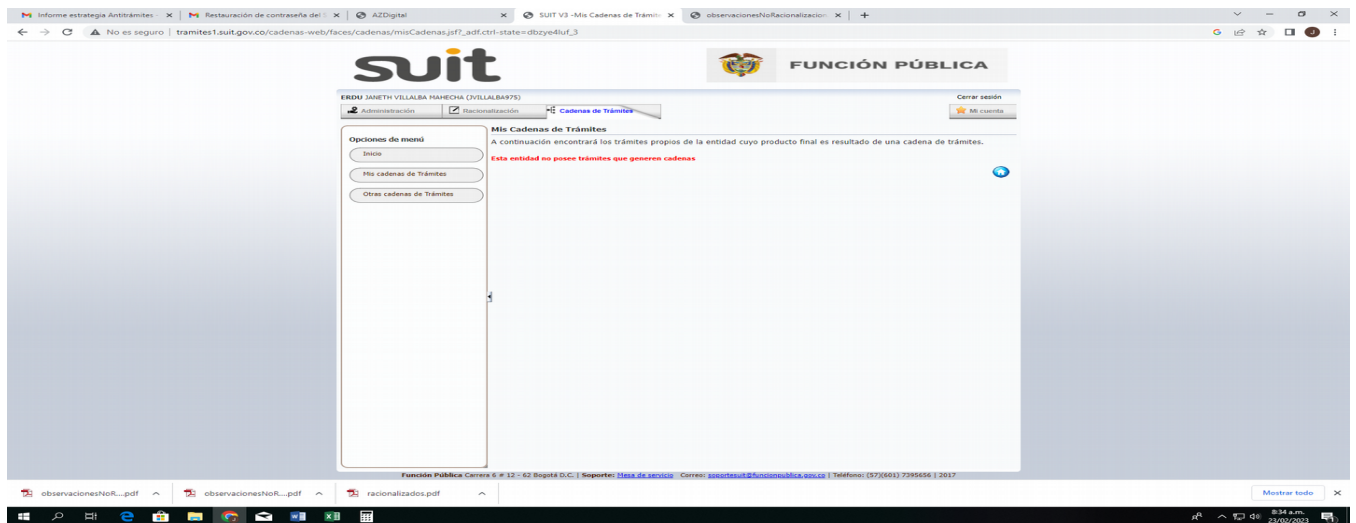 Informe estrategia Antitrámites -
Restauración de contraseña del
AZDigital
SUIT V3 -Mis Cadenas de Trámite
observacionesNoRacionalizacion
No es seguro | tramites1.suit.gov.co/cadenas-web/faces/cadenas/misCadenas.jsf?_adf.ctrl-state=dbzye4luf_3
suit
FUNCIÓN PÚBLICA
ERDU JANETH VILLALBA MAHECHA (JVILLALBA975)
Cerrar sesión
Administración
Racionalización
Cadenas de Trámites
Mi cuenta
Opciones de menú
Inicio
Mis cadenas de Trámites
Otras cadenas de Trámites
Mis Cadenas de Trámites
A continuación encontrará los trámites propios de la entidad cuyo producto final es resultado de una cadena de trámites.
Esta entidad no posee trámites que generen cadenas
Función Pública Carrera 6 # 12 - 62 Bogotá D.C. | Soporte: Mesa de servicio Correo: soportesuit@funcionpublica.gov.co | Teléfono: (57)(601) 7395656 | 2017
observacionesNoR....pdf
observacionesNoR....pdf
racionalizados.pdf
Mostrar todo
8:34 a.m.
23/02/2023